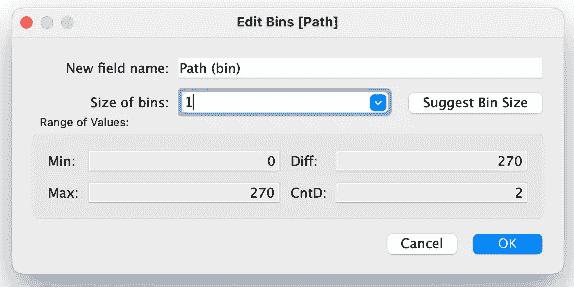 Edit Bins [Path]
New field name: Path (bin)
Size of bins: 1 Suggest Bin Size
Range of Values:
Min: 0 Diff: 270
Max: 270 CntD: 2
Cancel OK